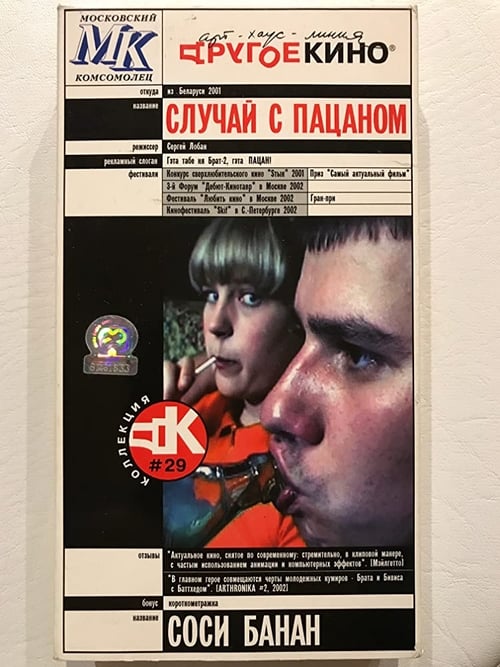 МОСКОВСКИЙ
МК
КОМСОМОЛЕЦ
арт-хаус-линия
ДРУГОЕ КИНО®
откуда из Беларуси 2001
название СЛУЧАЙ С ПАЦАНОМ
режиссер Сергей Лобан
рекламный слоган Гэта табе ня Брат-2, гэта ПАЦАН!
фестивали Конкурс сверхлюбительского кино "Стык" 2001 Приз "Самый актуальный фильм"
3-й Форум "Дебют-Кинотавр" в Москве 2002
Фестиваль "Любить кино" в Москве 2002 Гран-при
Кинофестиваль "Skif" в С.-Петербурге 2002
КОЛЛЕКЦИЯ
ДК
#29
отзывы "Актуальное кино, снятое по современному: стремительно, в клиповой манере,
с частым использованием анимации и компьютерных эффектов". (Мэйлгетто)
"В главном герое совмещаются черты молодежных кумиров - Брата и Бивиса
с Баттхедом". (ARTHRONIKA #2, 2002)
бонус короткометражка
название СОСИ БАНАН